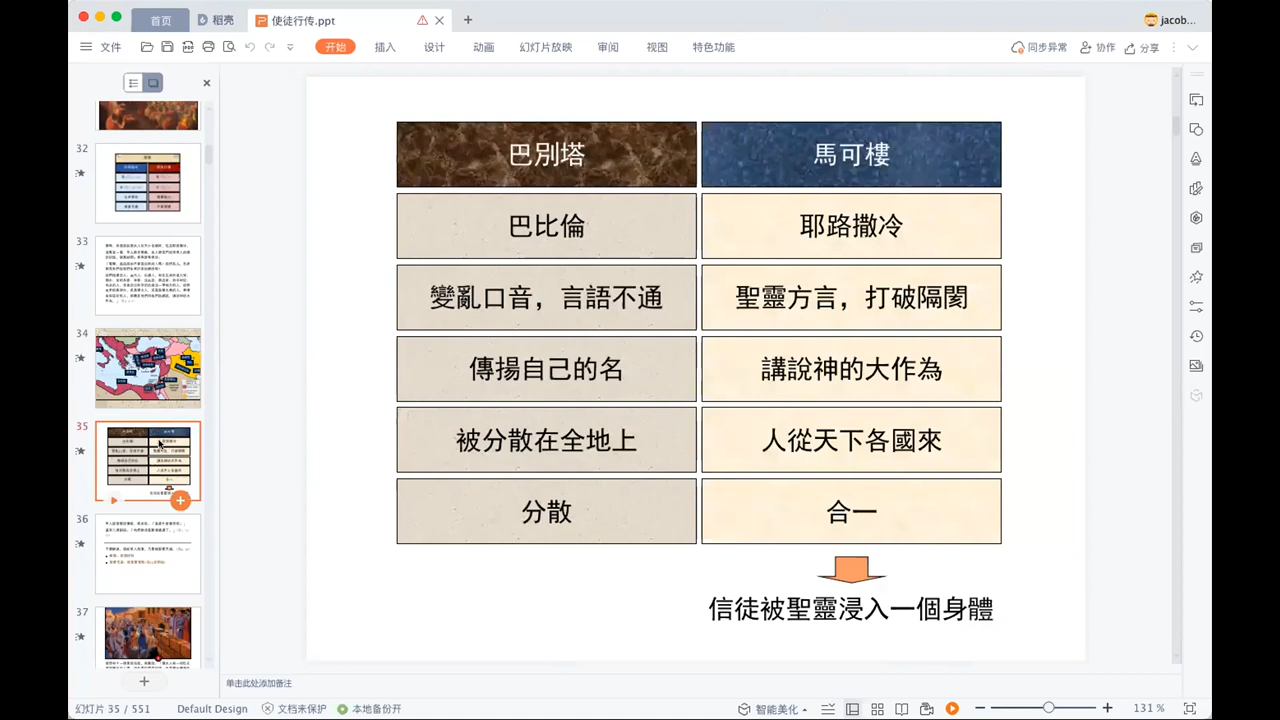 首页
稻壳
使徒行传.ppt
jacob...
文件
开始
插入
设计
动画
幻灯片放映
审阅
视图
特色功能
同步异常
协作
分享
32
33
34
35
36
37
巴別塔 馬可樓
巴比倫 耶路撒冷
變亂口音，言語不通 聖靈方言，打破隔閡
傳揚自己的名 講說神的大作為
被分散在全地上 人從天下各國來
分散 合一
信徒被聖靈浸入一個身體
单击此处添加备注
幻灯片 35 / 551
Default Design
文档未保护
本地备份开
智能美化
131 %